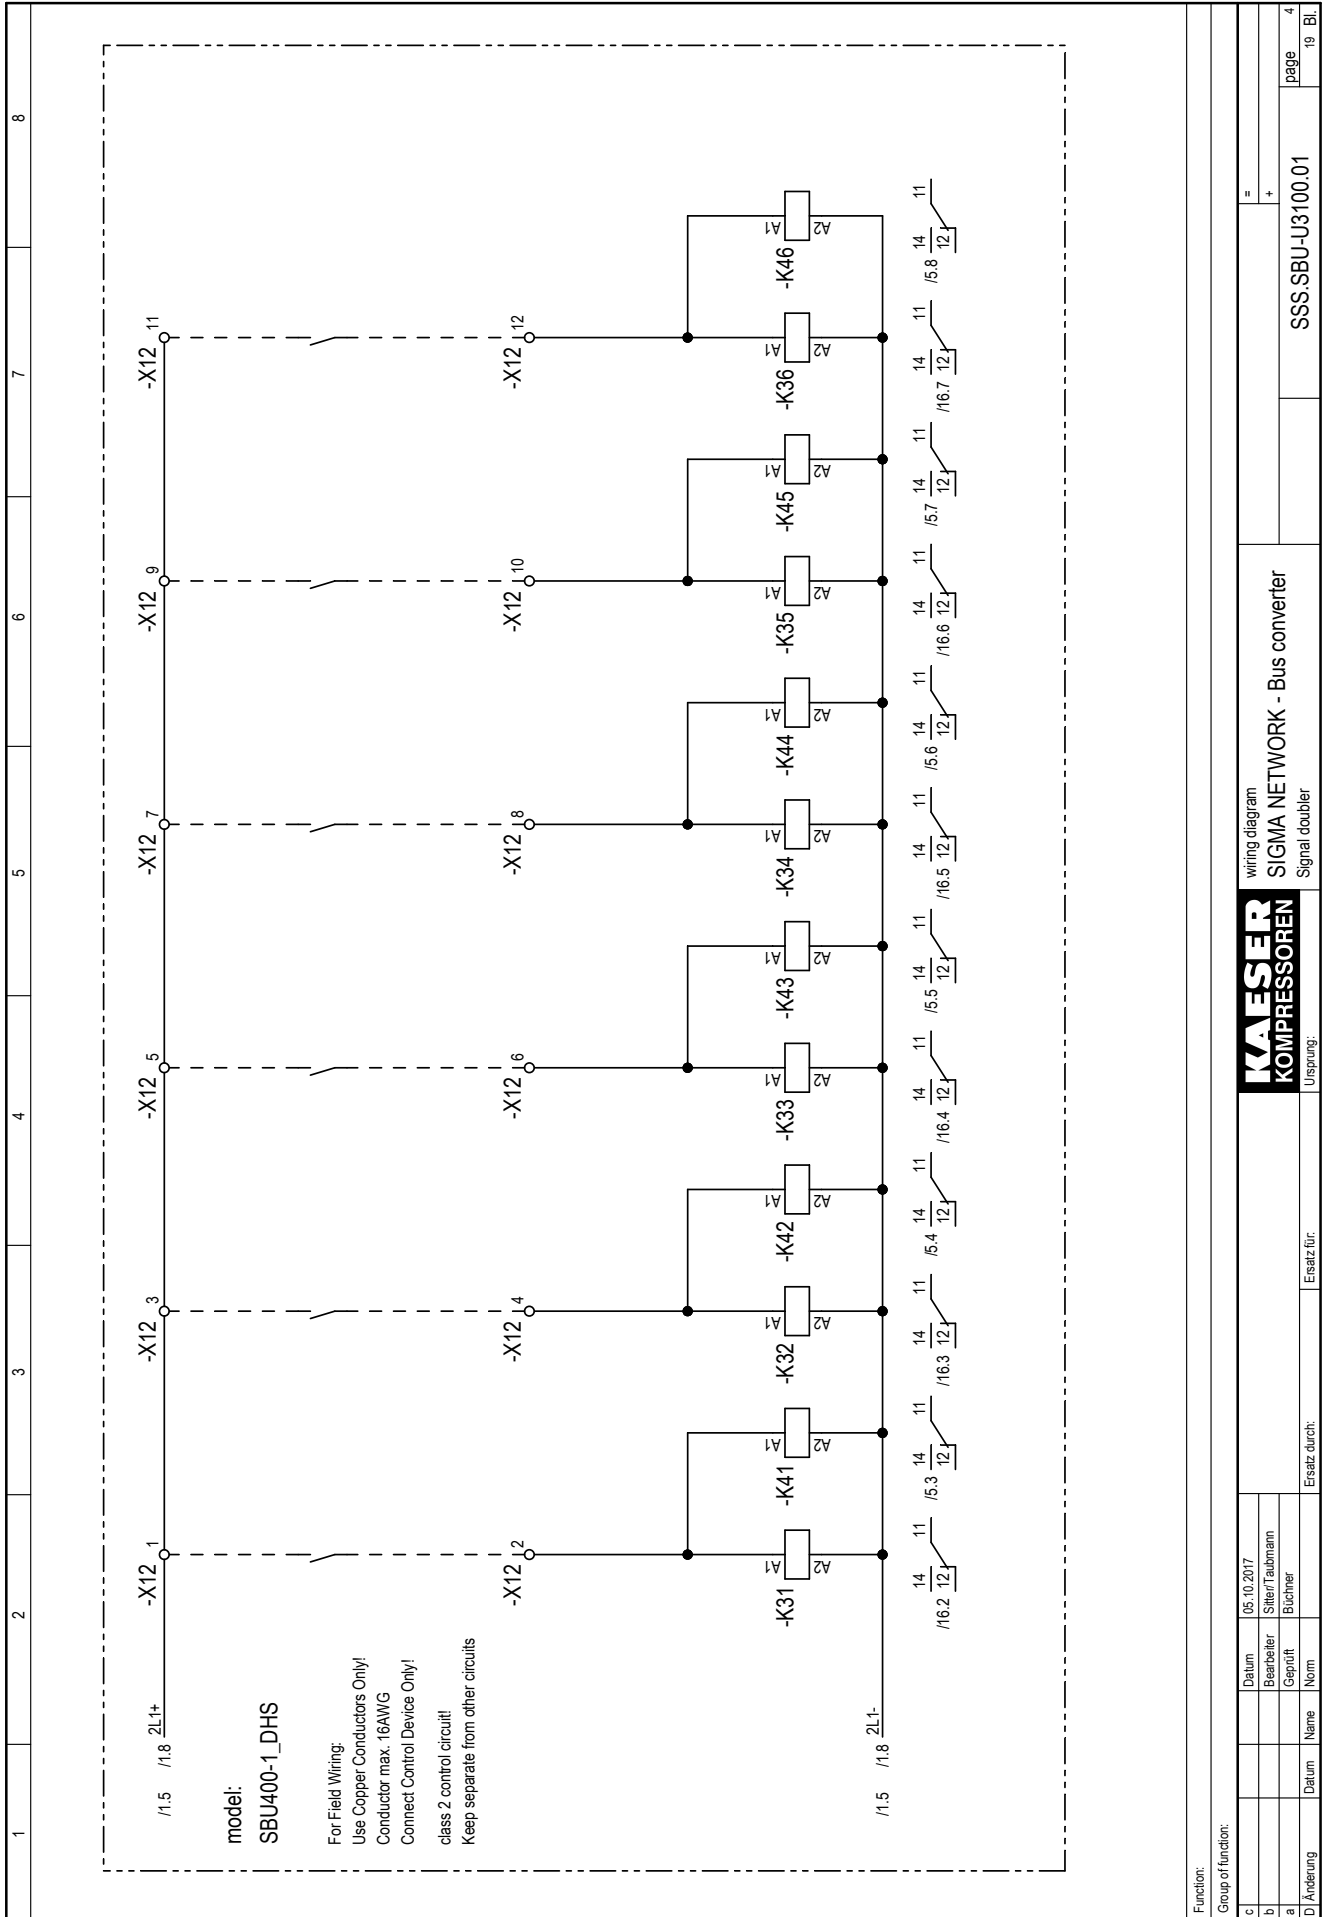 1 2 3 4 5 6 7 8
/1.5 /1.8 2L1+
-X12 1 -X12 3 -X12 5 -X12 7 -X12 9 -X12 11
model:
SBU400-1_DHS
For Field Wiring:
Use Copper Conductors Only!
Conductor max. 16AWG
Connect Control Device Only!
class 2 control circuit!
Keep separate from other circuits
-X12 2 -X12 4 -X12 6 -X12 8 -X12 10 -X12 12
A1 A1 A1 A1 A1 A1 A1 A1 A1 A1 A1 A1
-K31 -K41 -K32 -K42 -K33 -K43 -K34 -K44 -K35 -K45 -K36 -K46
A2 A2 A2 A2 A2 A2 A2 A2 A2 A2 A2 A2
/1.5 /1.8 2L1-
14 11 14 11 14 11 14 11 14 11 14 11 14 11 14 11 14 11 14 11 14 11 14 11
12 12 12 12 12 12 12 12 12 12 12 12
/16.2 /5.3 /16.3 /5.4 /16.4 /5.5 /16.5 /5.6 /16.6 /5.7 /16.7 /5.8
Function:
Group of function:
c Datum 05.10.2017 wiring diagram =
b Bearbeiter Sitter/Taubmann SIGMA NETWORK - Bus converter +
a Geprüft Büchner Signal doubler SSS.SBU-U3100.01 page 4
D Änderung Datum Name Norm Ersatz durch: Ersatz für: Ursprung: 19 Bl.
KAESER
KOMPRESSOREN